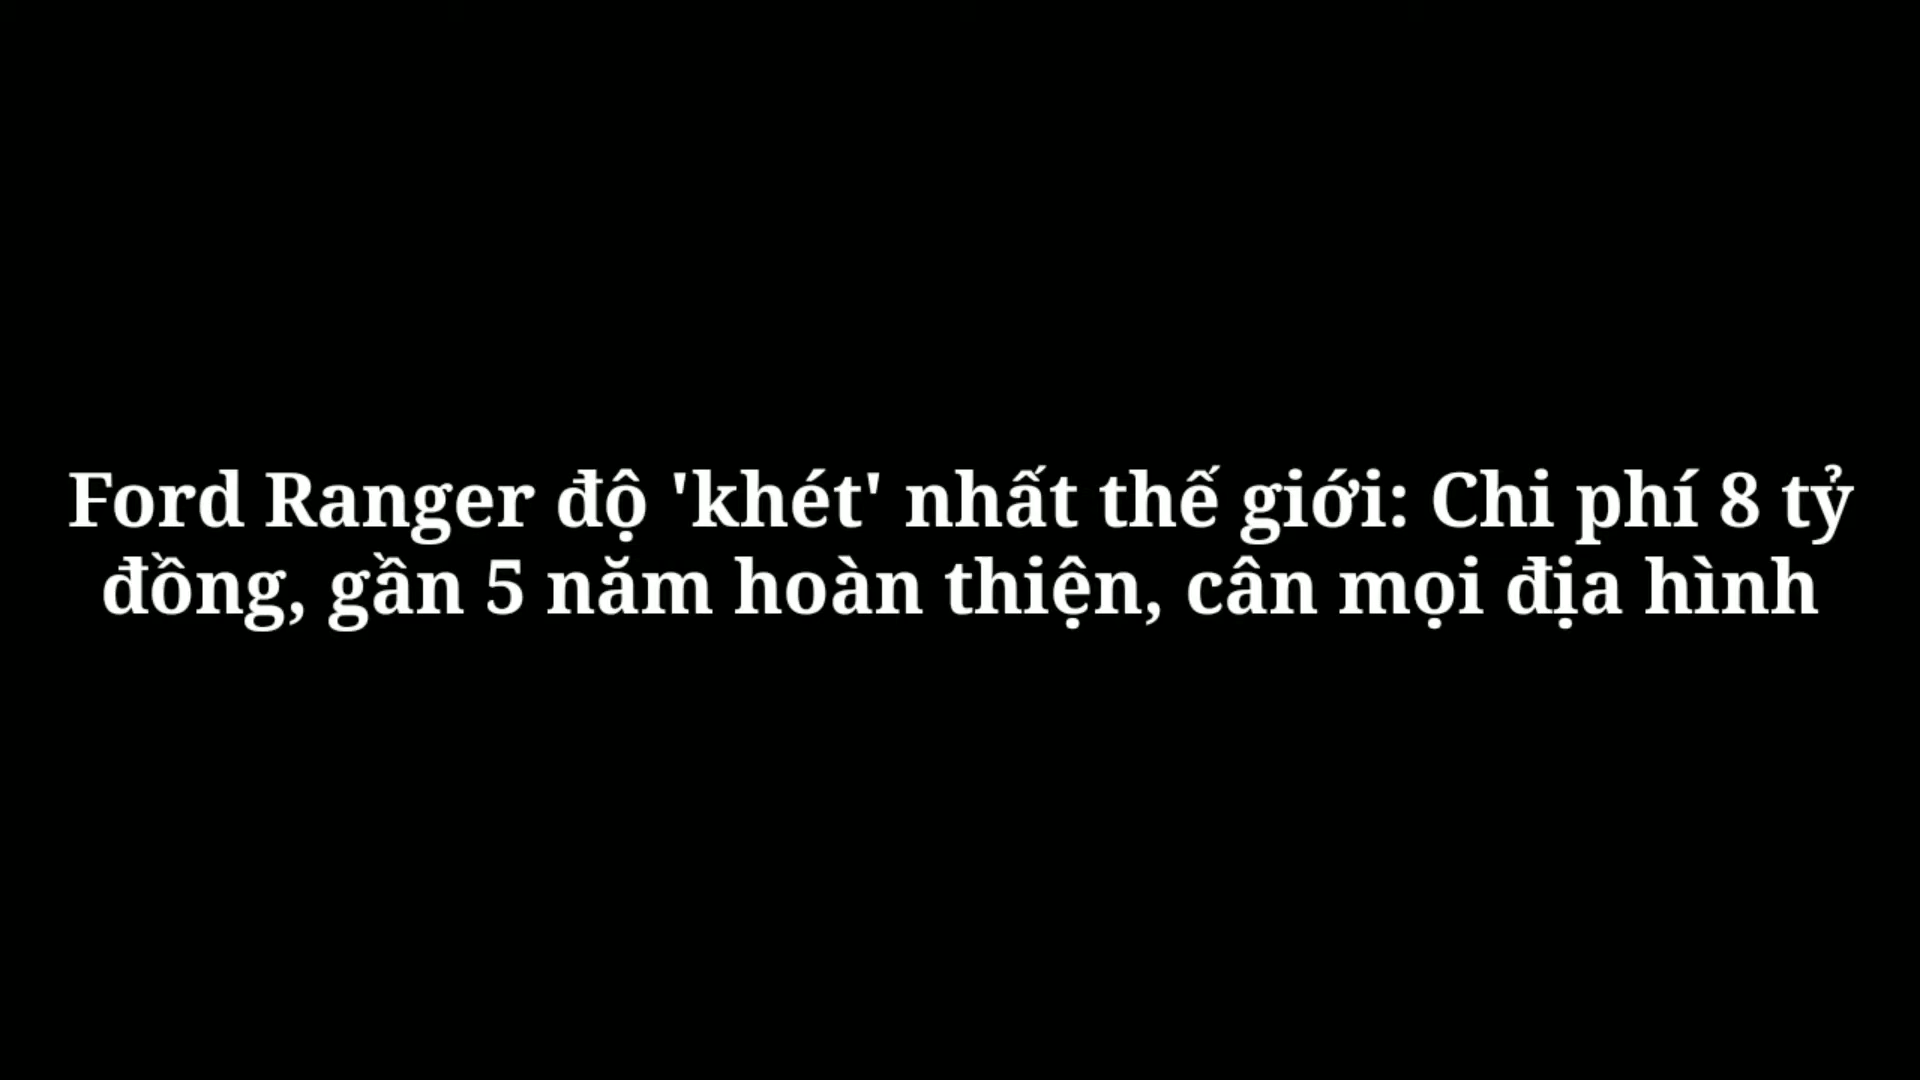 Ford Ranger độ 'khét' nhất thế giới: Chi phí 8 tỷ
đồng, gần 5 năm hoàn thiện, cân mọi địa hình